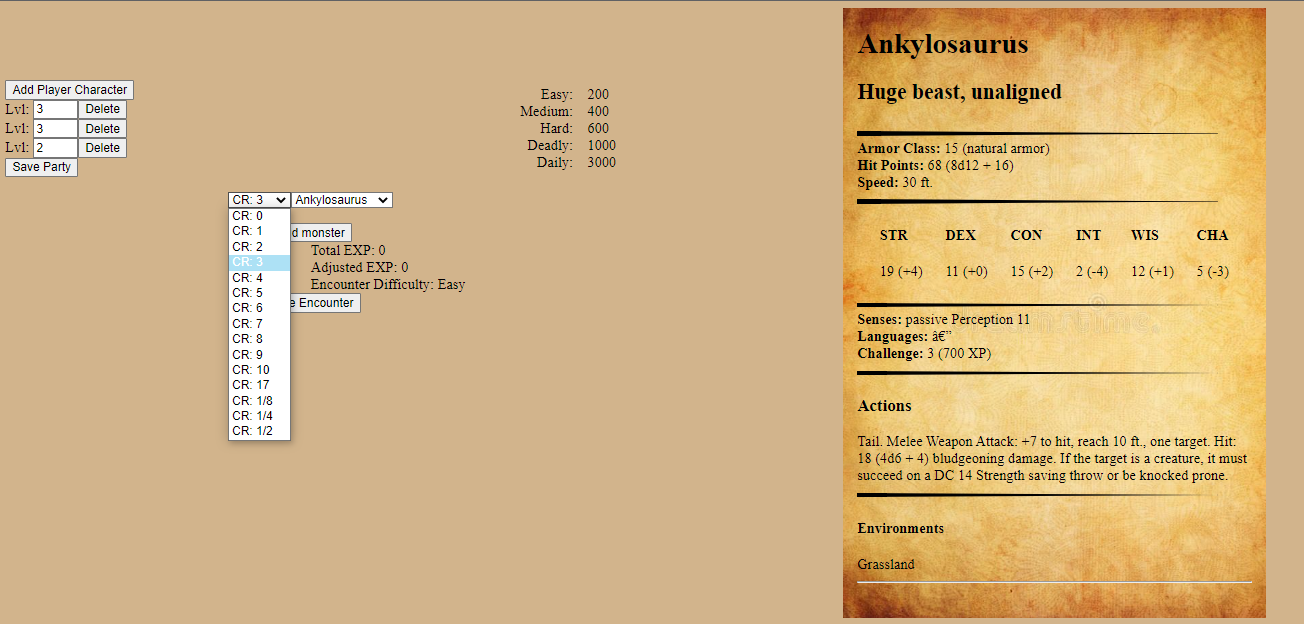 Add Player Character
Lvl: 3 Delete
Lvl: 3 Delete
Lvl: 2 Delete
Save Party
Easy: 200
Medium: 400
Hard: 600
Deadly: 1000
Daily: 3000
CR: 3 Ankylosaurus
CR: 0
CR: 1
CR: 2
CR: 3
CR: 4
CR: 5
CR: 6
CR: 7
CR: 8
CR: 9
CR: 10
CR: 17
CR: 1/8
CR: 1/4
CR: 1/2
d monster
Total EXP: 0
Adjusted EXP: 0
Encounter Difficulty: Easy
e Encounter
Ankylosaurus
Huge beast, unaligned
Armor Class: 15 (natural armor)
Hit Points: 68 (8d12 + 16)
Speed: 30 ft.
STR DEX CON INT WIS CHA
19 (+4) 11 (+0) 15 (+2) 2 (-4) 12 (+1) 5 (-3)
Senses: passive Perception 11
Languages: â€”
Challenge: 3 (700 XP)
Actions
Tail. Melee Weapon Attack: +7 to hit, reach 10 ft., one target. Hit:
18 (4d6 + 4) bludgeoning damage. If the target is a creature, it must
succeed on a DC 14 Strength saving throw or be knocked prone.
Environments
Grassland